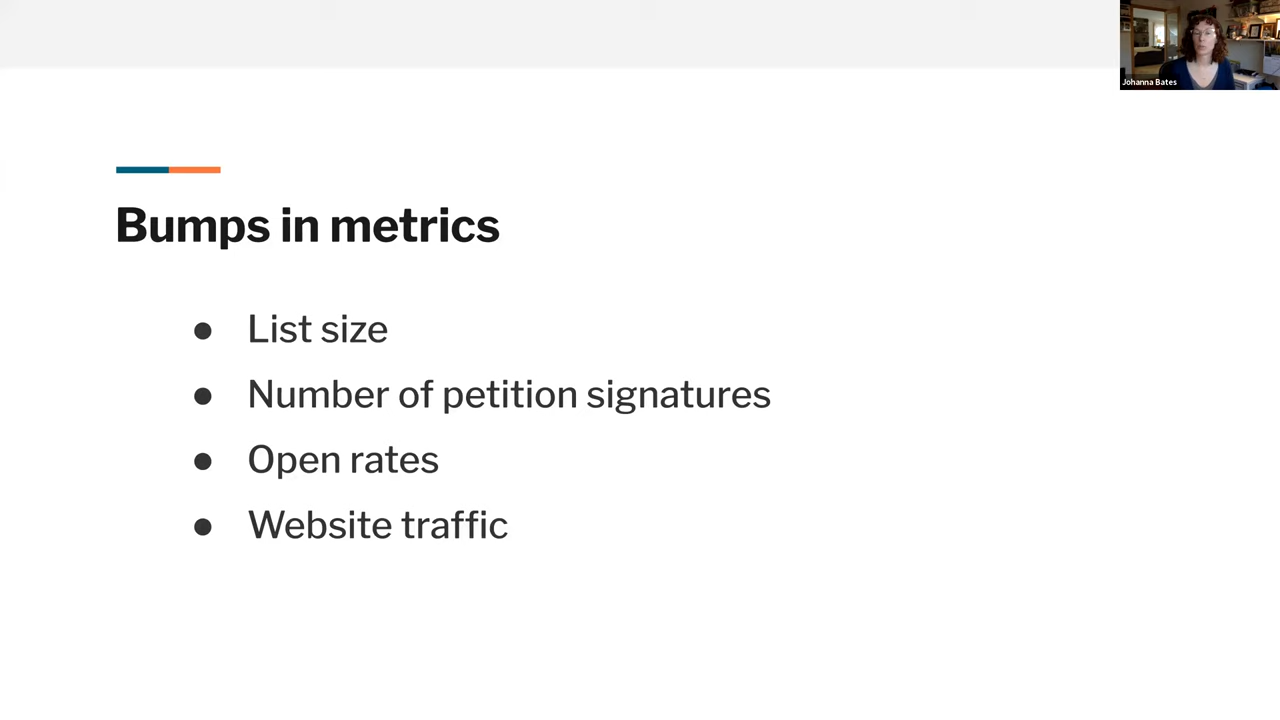 Johanna Bates
Bumps in metrics
● List size
● Number of petition signatures
● Open rates
● Website traffic